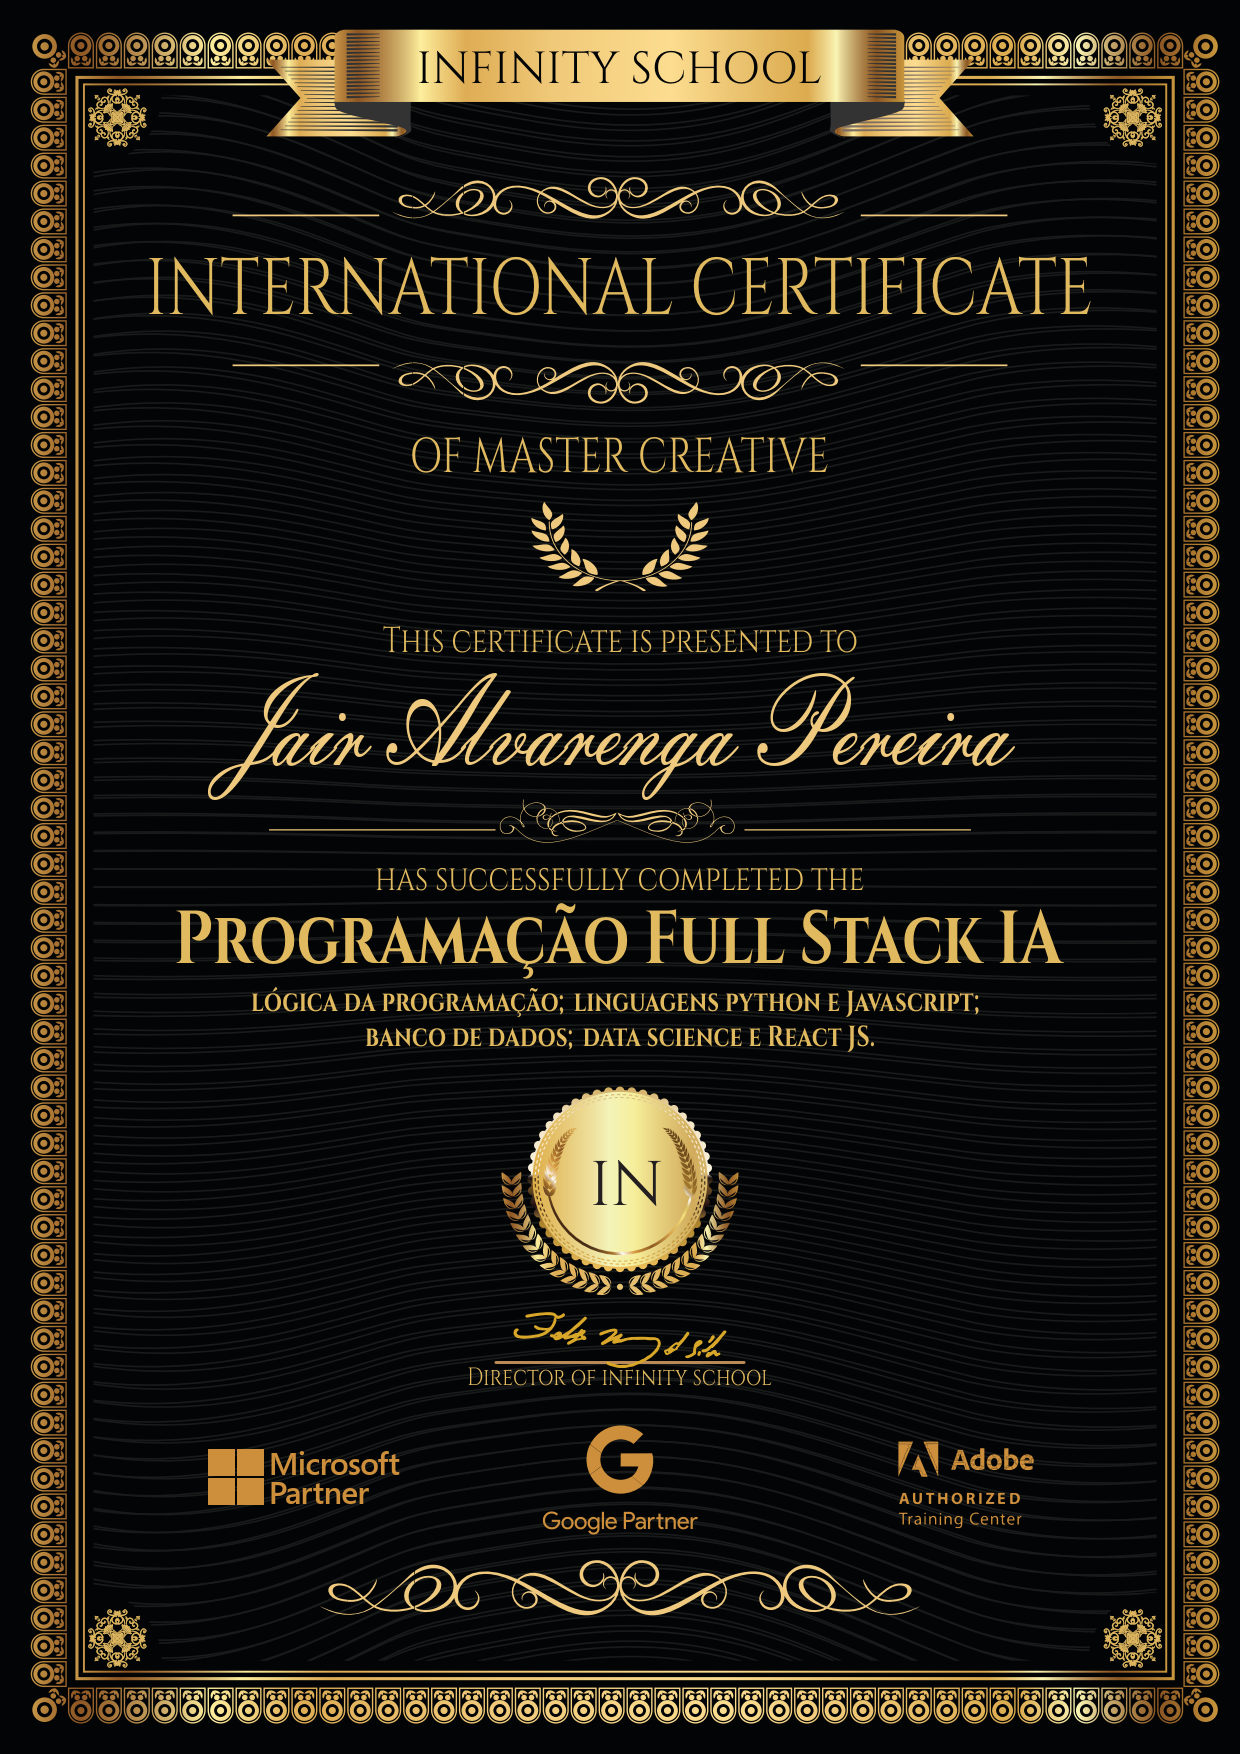 INFINITY SCHOOL
INTERNATIONAL CERTIFICATE
OF MASTER CREATIVE
THIS CERTIFICATE IS PRESENTED TO
Jair Alvarenga Pereira
HAS SUCCESSFULLY COMPLETED THE
PROGRAMAÇÃO FULL STACK IA
LÓGICA DA PROGRAMAÇÃO; LINGUAGENS PYTHON E JAVASCRIPT;
BANCO DE DADOS; DATA SCIENCE E REACT JS.
IN
DIRECTOR OF INFINITY SCHOOL
Microsoft
Partner
Google Partner
Adobe
AUTHORIZED
Training Center